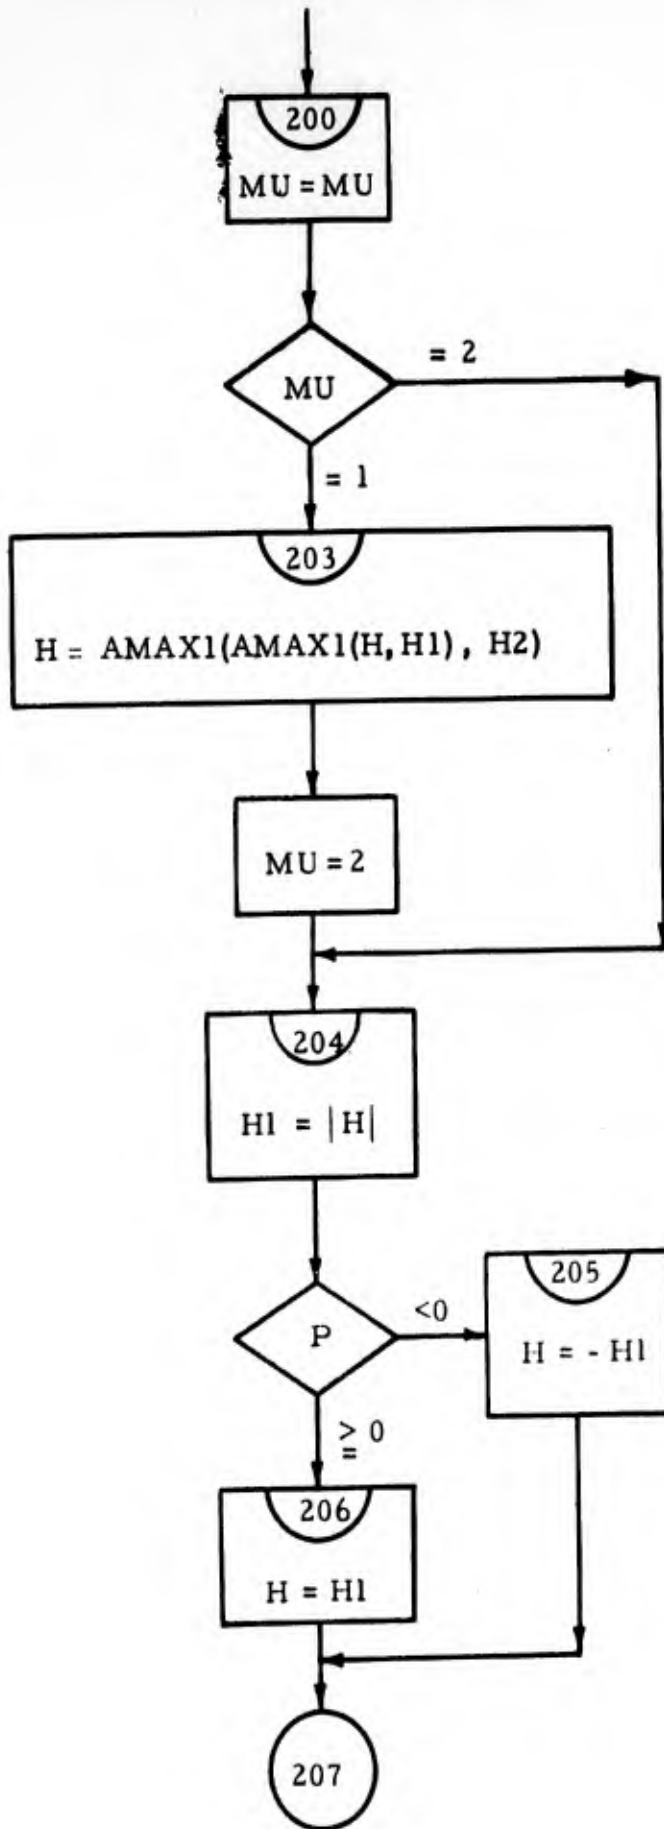 200
MU = MU
MU
= 2
= 1
203
H = AMAX1(AMAX1(H, H1) , H2)
MU = 2
204
H1 = |H|
P
<0
205
H = - H1
≧ 0
206
H = H1
207